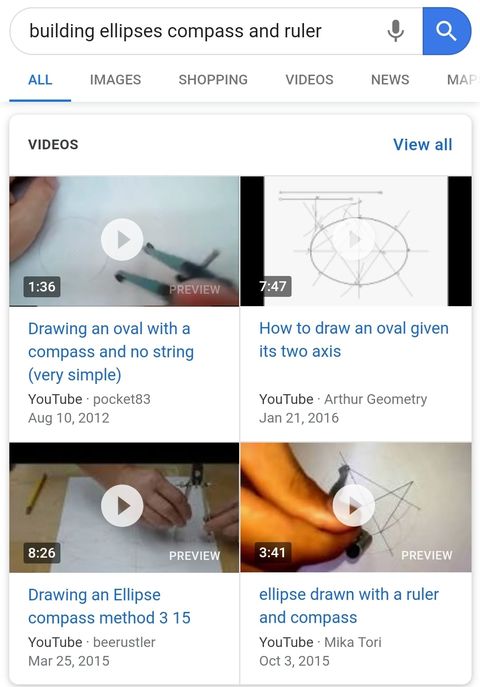 building ellipses compass and ruler
ALL IMAGES SHOPPING VIDEOS NEWS MAP
VIDEOS View all
1:36
PREVIEW
7:47
Drawing an oval with a
compass and no string
(very simple)
YouTube · pocket83
Aug 10, 2012
How to draw an oval given
its two axis
YouTube · Arthur Geometry
Jan 21, 2016
8:26
PREVIEW
3:41
PREVIEW
Drawing an Ellipse
compass method 3 15
YouTube · beerustler
Mar 25, 2015
ellipse drawn with a ruler
and compass
YouTube · Mika Tori
Oct 3, 2015